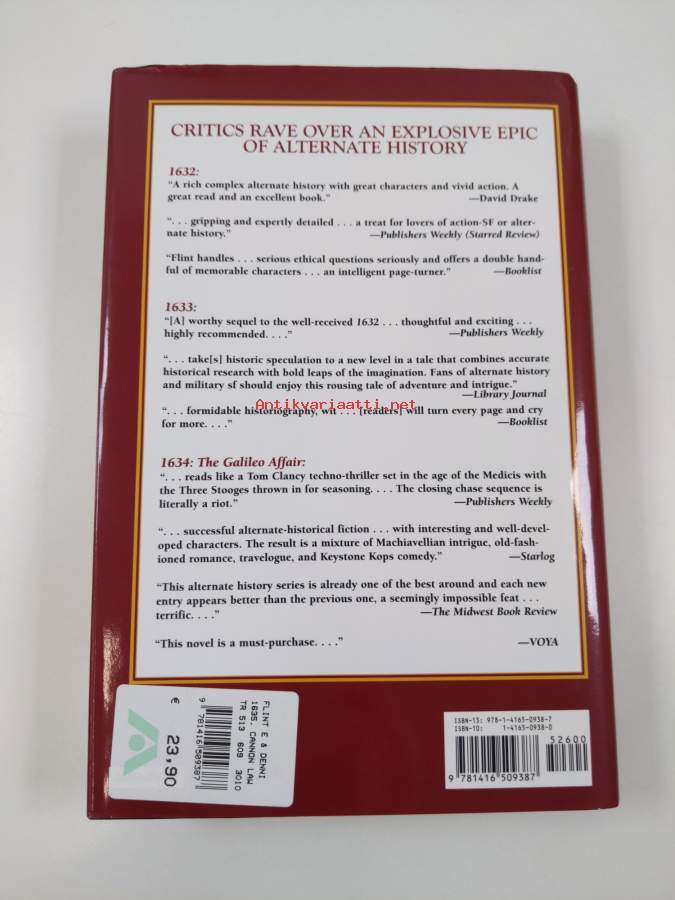 CRITICS RAVE OVER AN EXPLOSIVE EPIC
OF ALTERNATE HISTORY
1632:
“A rich complex alternate history with great characters and vivid action. A
great read and an excellent book.” —David Drake
“. . . gripping and expertly detailed . . . a treat for lovers of action-SF or alter-
nate history.” —Publishers Weekly (Starred Review)
“Flint handles . . . serious ethical questions seriously and offers a double hand-
ful of memorable characters . . . an intelligent page-turner.” —Booklist
1633:
“[A] worthy sequel to the well-received 1632 . . . thoughtful and exciting . . .
highly recommended. . . .” —Publishers Weekly
“. . . take[s] historic speculation to a new level in a tale that combines accurate
historical research with bold leaps of the imagination. Fans of alternate history
and military sf should enjoy this rousing tale of adventure and intrigue.”
—Library Journal
Antikvariaatti.net
“. . . formidable historiography, wit . . . [readers] will turn every page and cry
for more. . . .” —Booklist
1634: The Galileo Affair:
“. . . reads like a Tom Clancy techno-thriller set in the age of the Medicis with
the Three Stooges thrown in for seasoning. . . . The closing chase sequence is
literally a riot.” —Publishers Weekly
“. . . successful alternate-historical fiction . . . with interesting and well-devel-
oped characters. The result is a mixture of Machiavellian intrigue, old-fash-
ioned romance, travelogue, and Keystone Kops comedy.” —Starlog
“This alternate history series is already one of the best around and each new
entry appears better than the previous one, a seemingly impossible feat . . .
terrific. . . .” —The Midwest Book Review
“This novel is a must-purchase. . . .” —VOYA
FLINT E & DENNI
1635. CANNON LAW
TR 513 609 3010
9 781416 509387
€ 23,90
ISBN-13: 978-1-4165-0938-7
ISBN-10: 1-4165-0938-0
52600
9 781416 509387